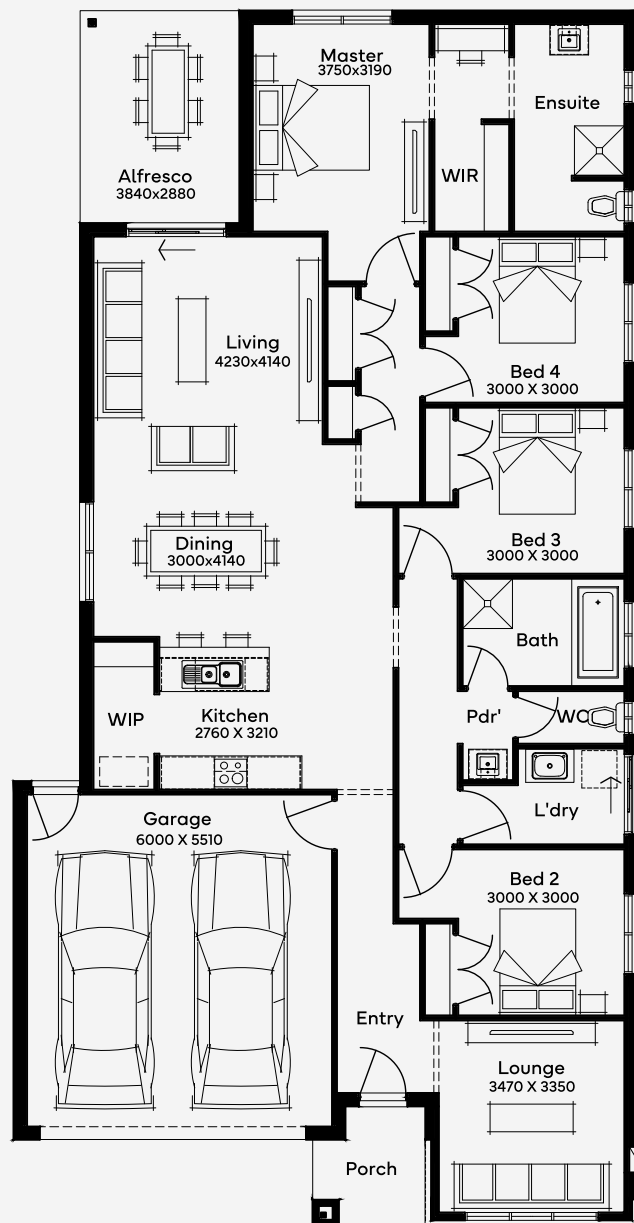 Master
3750x3190
Ensuite
WIR
Alfresco
3840x2880
Living
4230x4140
Bed 4
3000 X 3000
Bed 3
3000 X 3000
Dining
3000x4140
Bath
WIP
Kitchen
2760 X 3210
Pdr'
WC
L'dry
Garage
6000 X 5510
Bed 2
3000 X 3000
Entry
Lounge
3470 X 3350
Porch